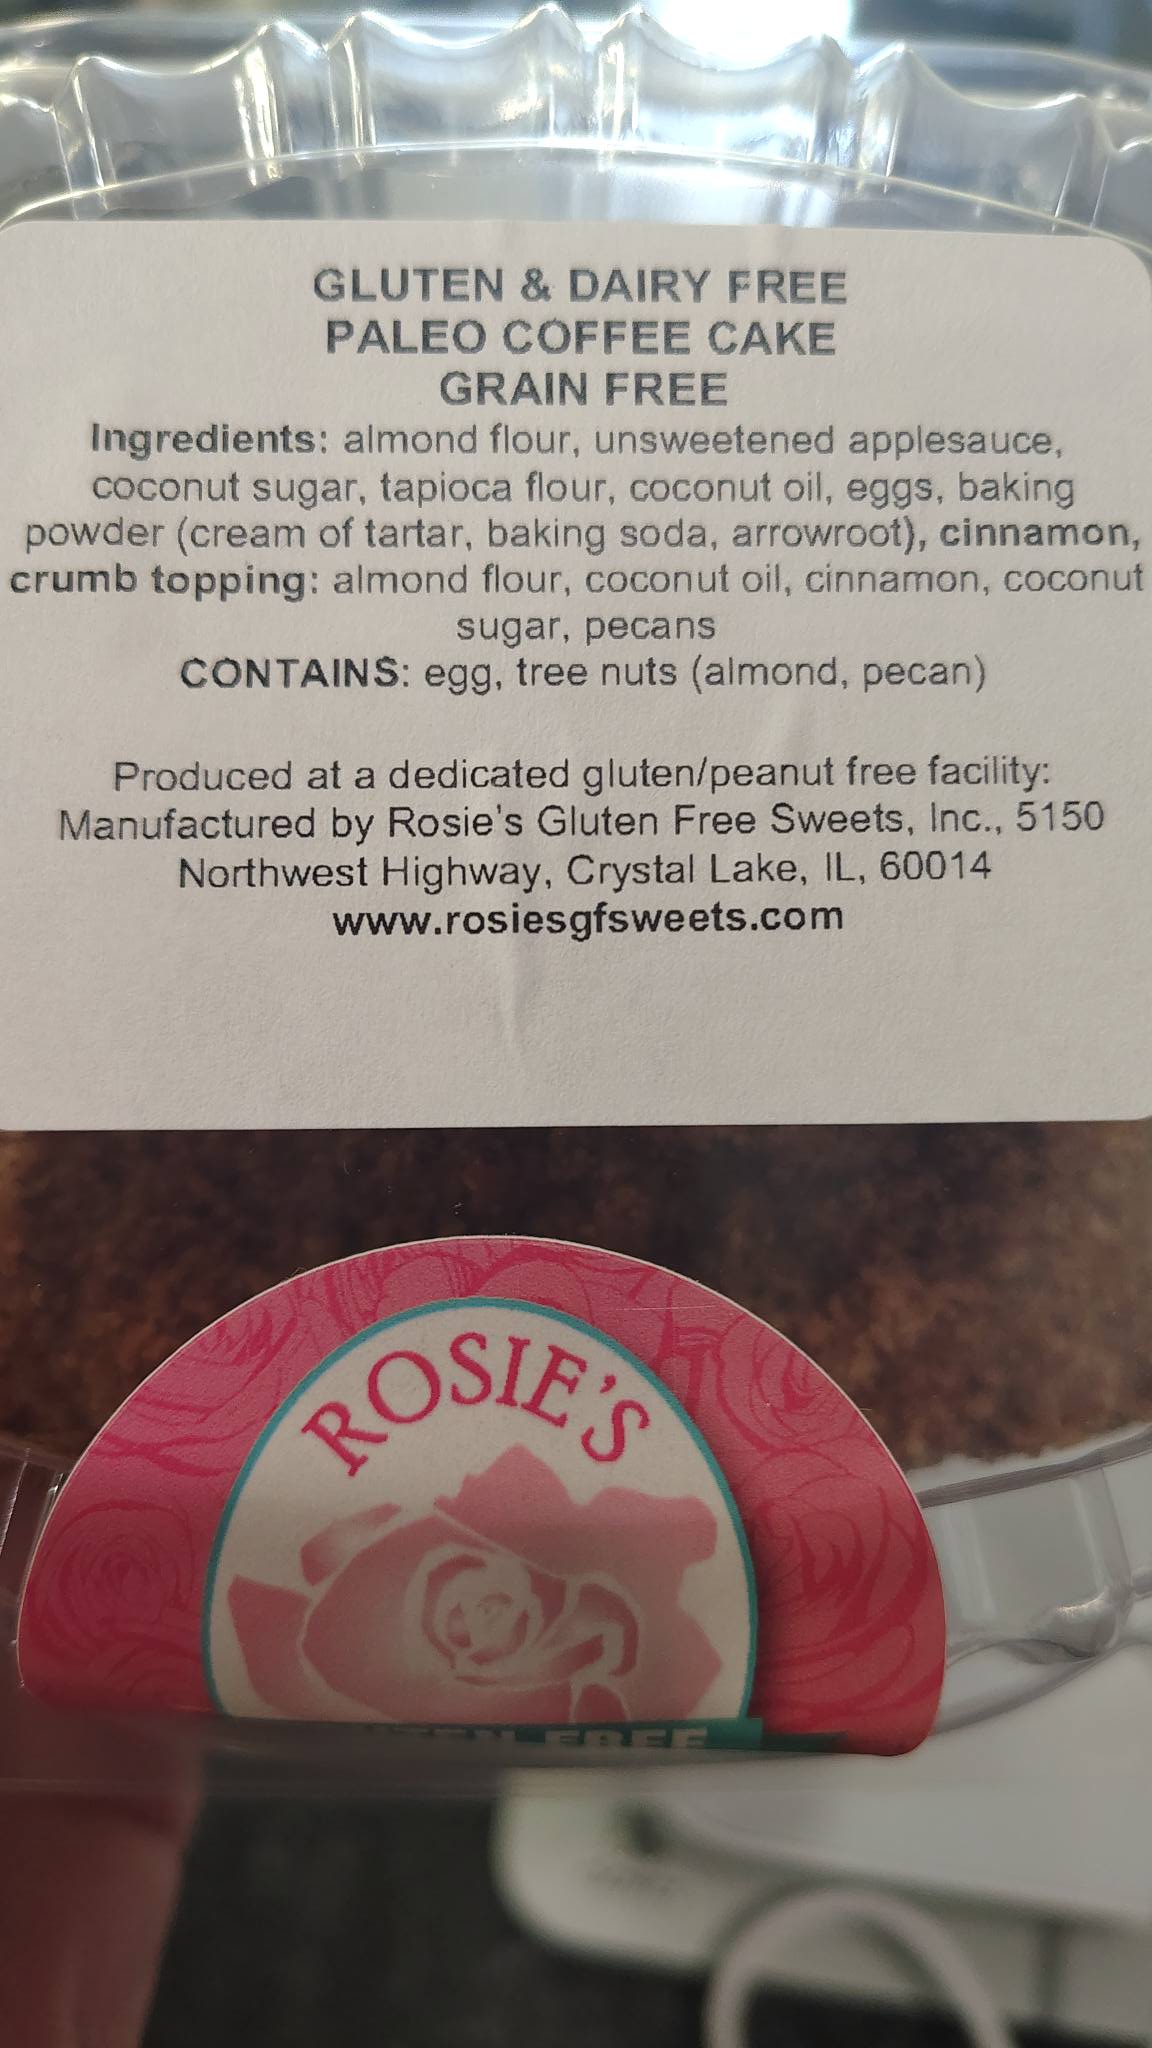 GLUTEN & DAIRY FREE
PALEO COFFEE CAKE
GRAIN FREE
Ingredients: almond flour, unsweetened applesauce,
coconut sugar, tapioca flour, coconut oil, eggs, baking
powder (cream of tartar, baking soda, arrowroot), cinnamon,
crumb topping: almond flour, coconut oil, cinnamon, coconut
sugar, pecans
CONTAINS: egg, tree nuts (almond, pecan)
Produced at a dedicated gluten/peanut free facility:
Manufactured by Rosie's Gluten Free Sweets, Inc., 5150
Northwest Highway, Crystal Lake, IL, 60014
www.rosiesgfsweets.com
ROSIE'S
FREE